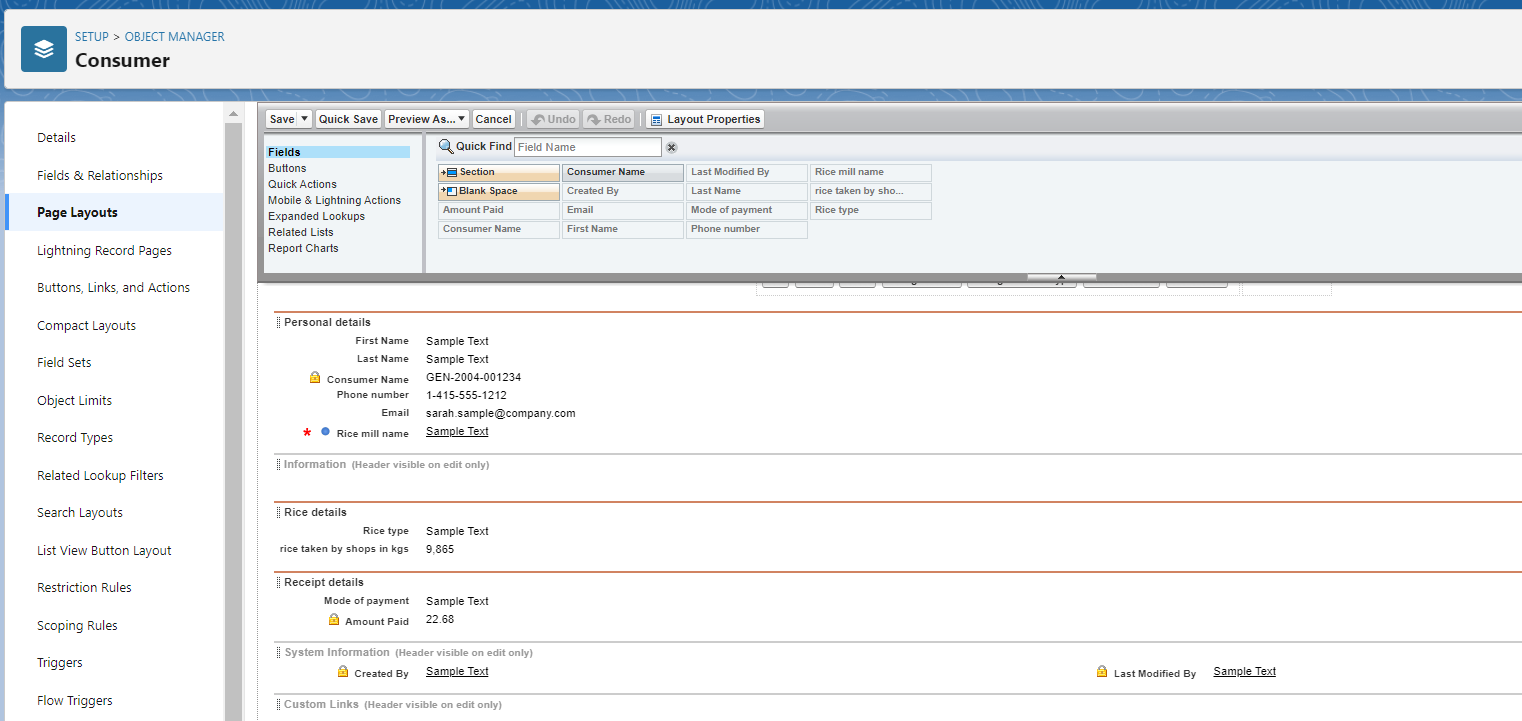 SETUP > OBJECT MANAGER
Consumer
Details
Fields & Relationships
Page Layouts
Lightning Record Pages
Buttons, Links, and Actions
Compact Layouts
Field Sets
Object Limits
Record Types
Related Lookup Filters
Search Layouts
List View Button Layout
Restriction Rules
Scoping Rules
Triggers
Flow Triggers
Save Quick Save Preview As... Cancel Undo Redo Layout Properties
Fields
Buttons
Quick Actions
Mobile & Lightning Actions
Expanded Lookups
Related Lists
Report Charts
Quick Find Field Name
Section Consumer Name Last Modified By Rice mill name
Blank Space Created By Last Name rice taken by sho...
Amount Paid Email Mode of payment Rice type
Consumer Name First Name Phone number
Personal details
First Name Sample Text
Last Name Sample Text
Consumer Name GEN-2004-001234
Phone number 1-415-555-1212
Email sarah.sample@company.com
* Rice mill name Sample Text
Information (Header visible on edit only)
Rice details
Rice type Sample Text
rice taken by shops in kgs 9,865
Receipt details
Mode of payment Sample Text
Amount Paid 22.68
System Information (Header visible on edit only)
Created By Sample Text Last Modified By Sample Text
Custom Links (Header visible on edit only)